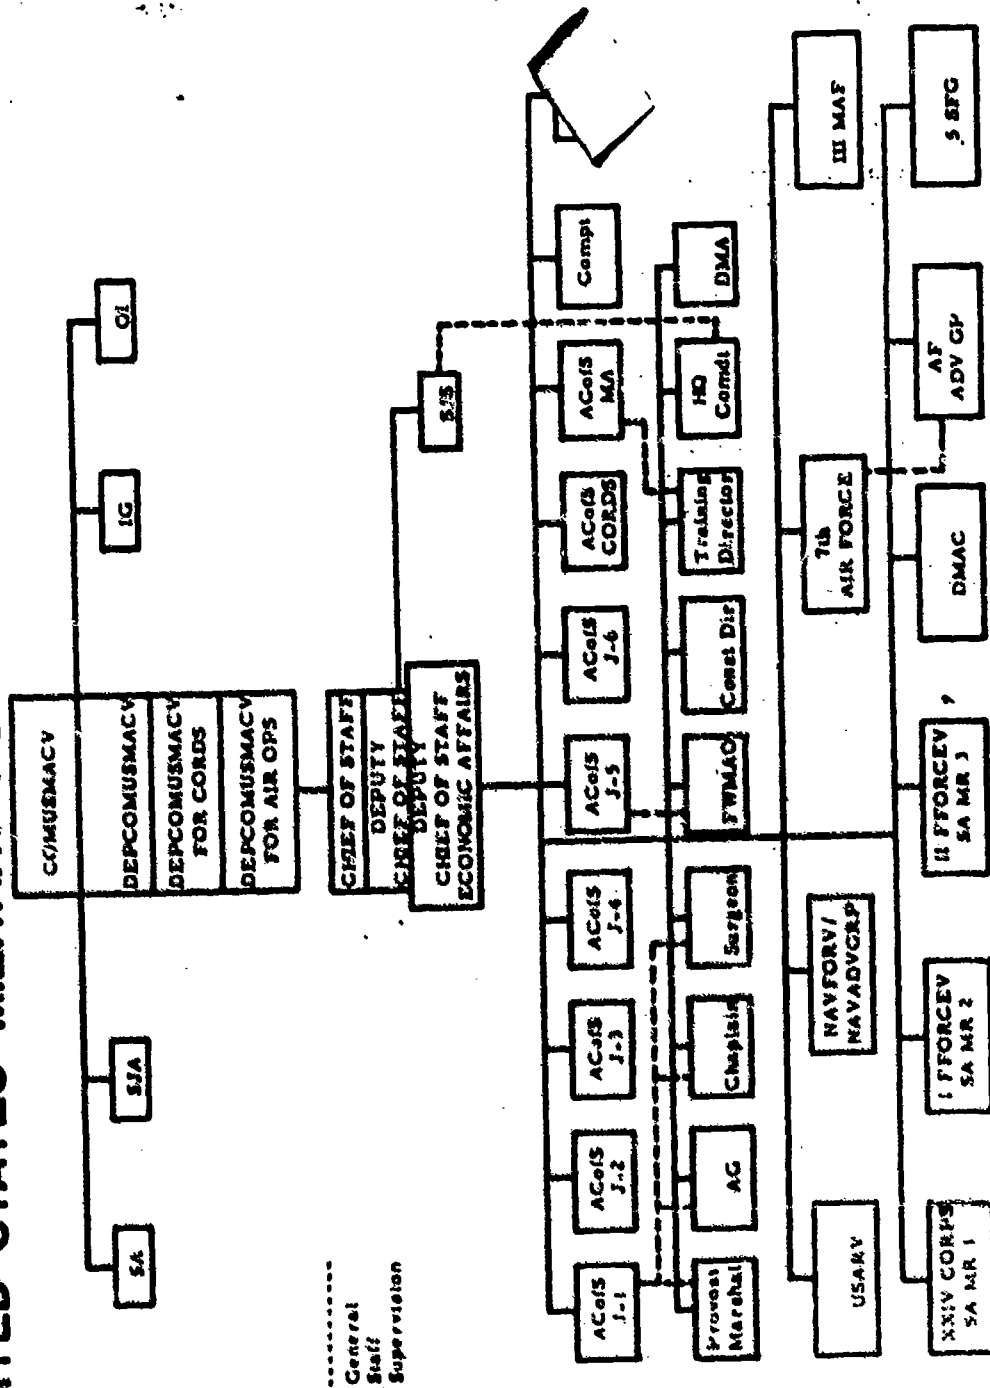 COMUSMACV
DEPCOMUSMACV
DEPCOMUSMACV
FOR CORDS
DEPCOMUSMACV
FOR AIR OPS
SA
SJA
IG
OI
CHIEF OF STAFF
DEPUTY
CHIEF OF STAFF
DEPUTY
CHIEF OF STAFF
ECONOMIC AFFAIRS
SJS
General
Staff
Supervision
ACofS
J-1
ACofS
J-2
ACofS
J-3
ACofS
J-4
ACofS
J-5
ACofS
J-6
ACofS
CORDS
ACofS
MA
Compt
Provost
Marshal
AG
Chaplain
Surgeon
FWMAO
Const Dir
Training
Director
HQ
Comdt
DMA
USARV
NAVFORV/
NAVADVGRP
7th
AIR FORCE
III MAF
XXIV CORPS
SA MR 1
I FFORCEV
SA MR 2
II FFORCEV
SA MR 3
DMAC
AF
ADV GP
5 SFG